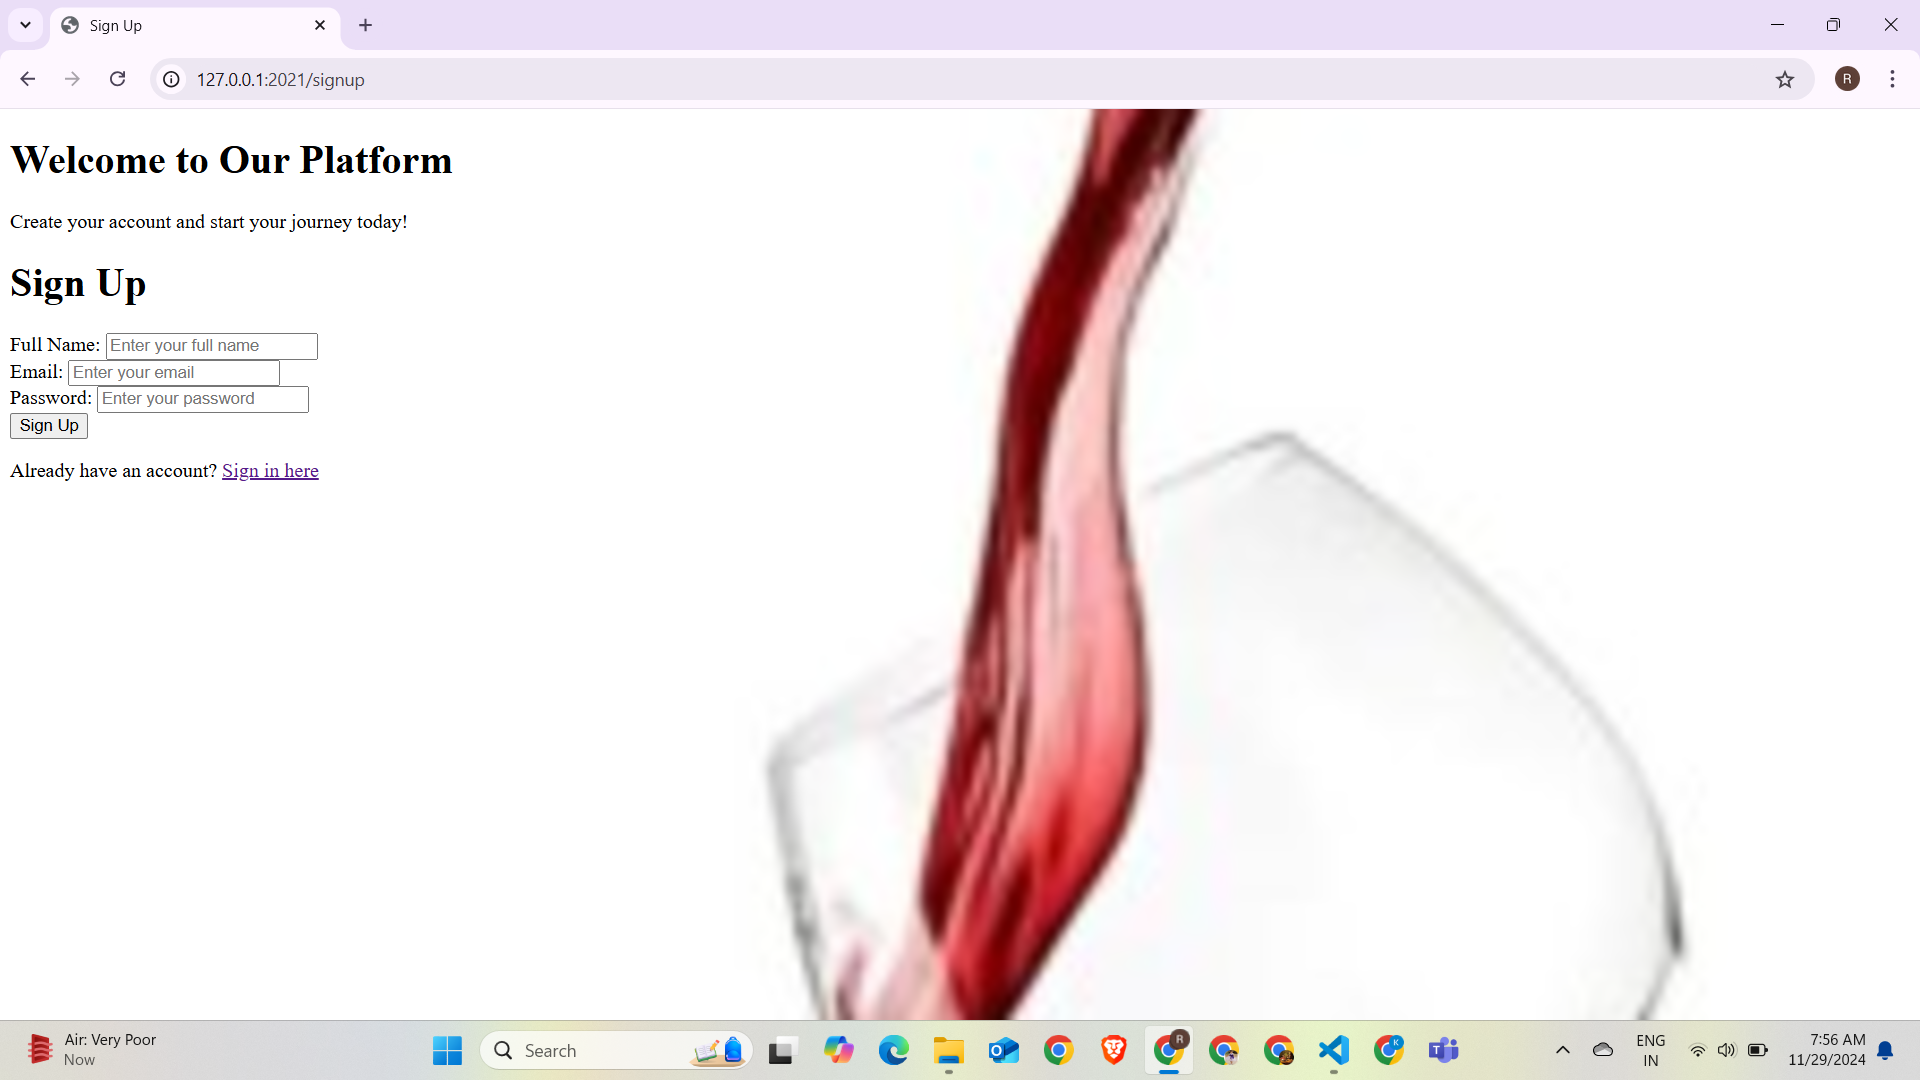 Sign Up
127.0.0.1:2021/signup
R
Welcome to Our Platform
Create your account and start your journey today!
Sign Up
Full Name: Enter your full name
Email: Enter your email
Password: Enter your password
Sign Up
Already have an account? Sign in here
Air: Very Poor
Now
Search
R
K
T
ENG
IN
7:56 AM
11/29/2024